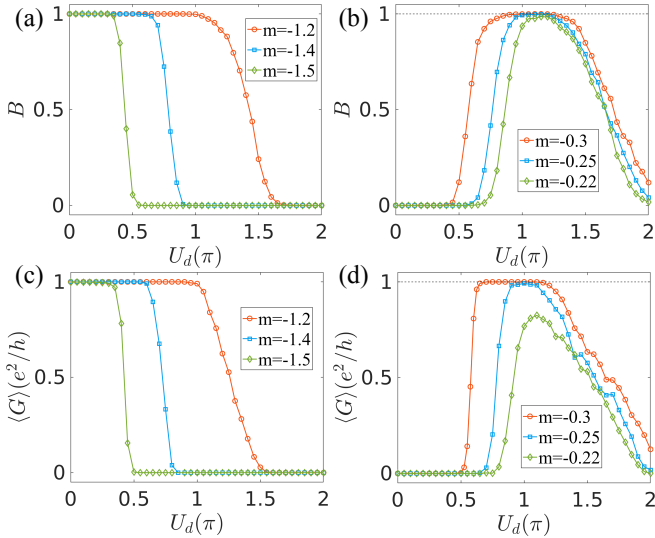 (a)
1
0.5
0
B
m=-1.2
m=-1.4
m=-1.5
0
0.5
1
1.5
2
U_d(π)
(b)
1
0.5
0
B
m=-0.3
m=-0.25
m=-0.22
0
0.5
1
1.5
2
U_d(π)
(c)
1
0.5
0
⟨G⟩(e²/h)
m=-1.2
m=-1.4
m=-1.5
0
0.5
1
1.5
2
U_d(π)
(d)
1
0.5
0
⟨G⟩(e²/h)
m=-0.3
m=-0.25
m=-0.22
0
0.5
1
1.5
2
U_d(π)